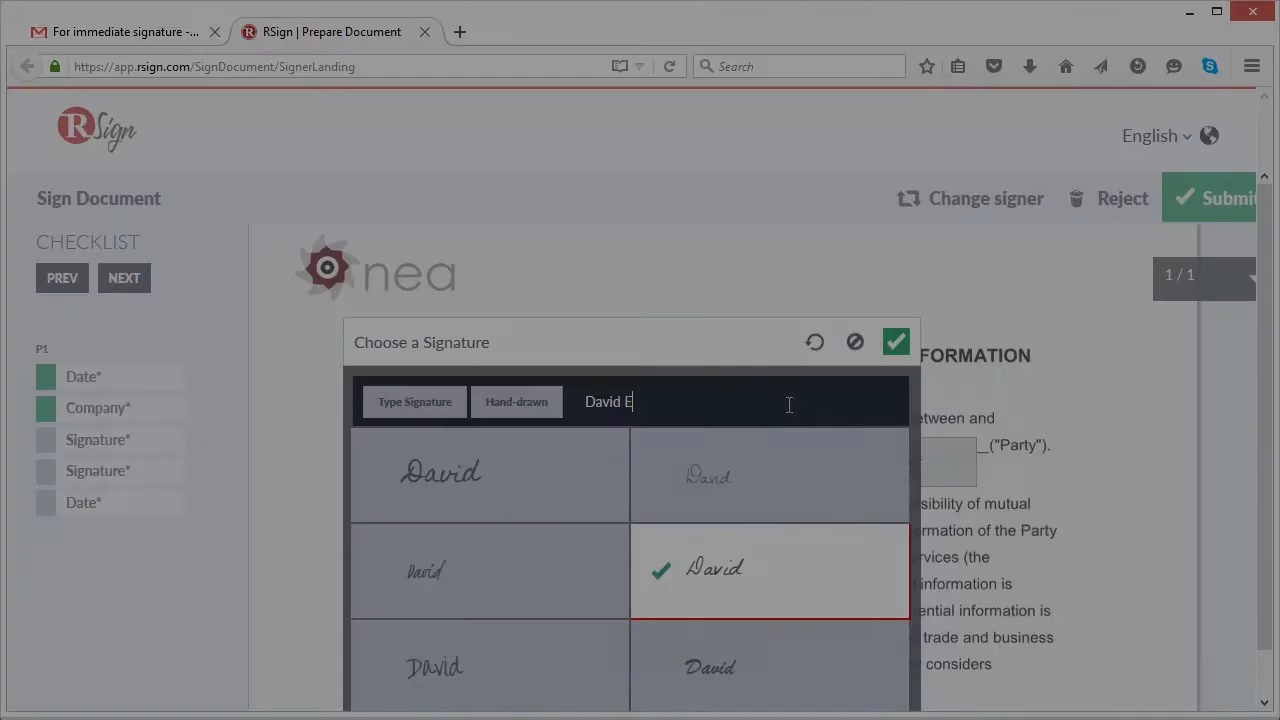 For immediate signature -...
RSign | Prepare Document
https://app.rsign.com/SignDocument/SignerLanding
Search
RSign
English
Sign Document
Change signer
Reject
Submit
CHECKLIST
PREV
NEXT
nea
1 / 1
P1
Date*
Company*
Signature*
Signature*
Date*
Choose a Signature
Type Signature
Hand-drawn
David E
David
David
David
David
David
David
FORMATION
etween and
_("Party").
sibility of mutual
rmation of the Party
rvices (the
information is
ential information is
trade and business
considers